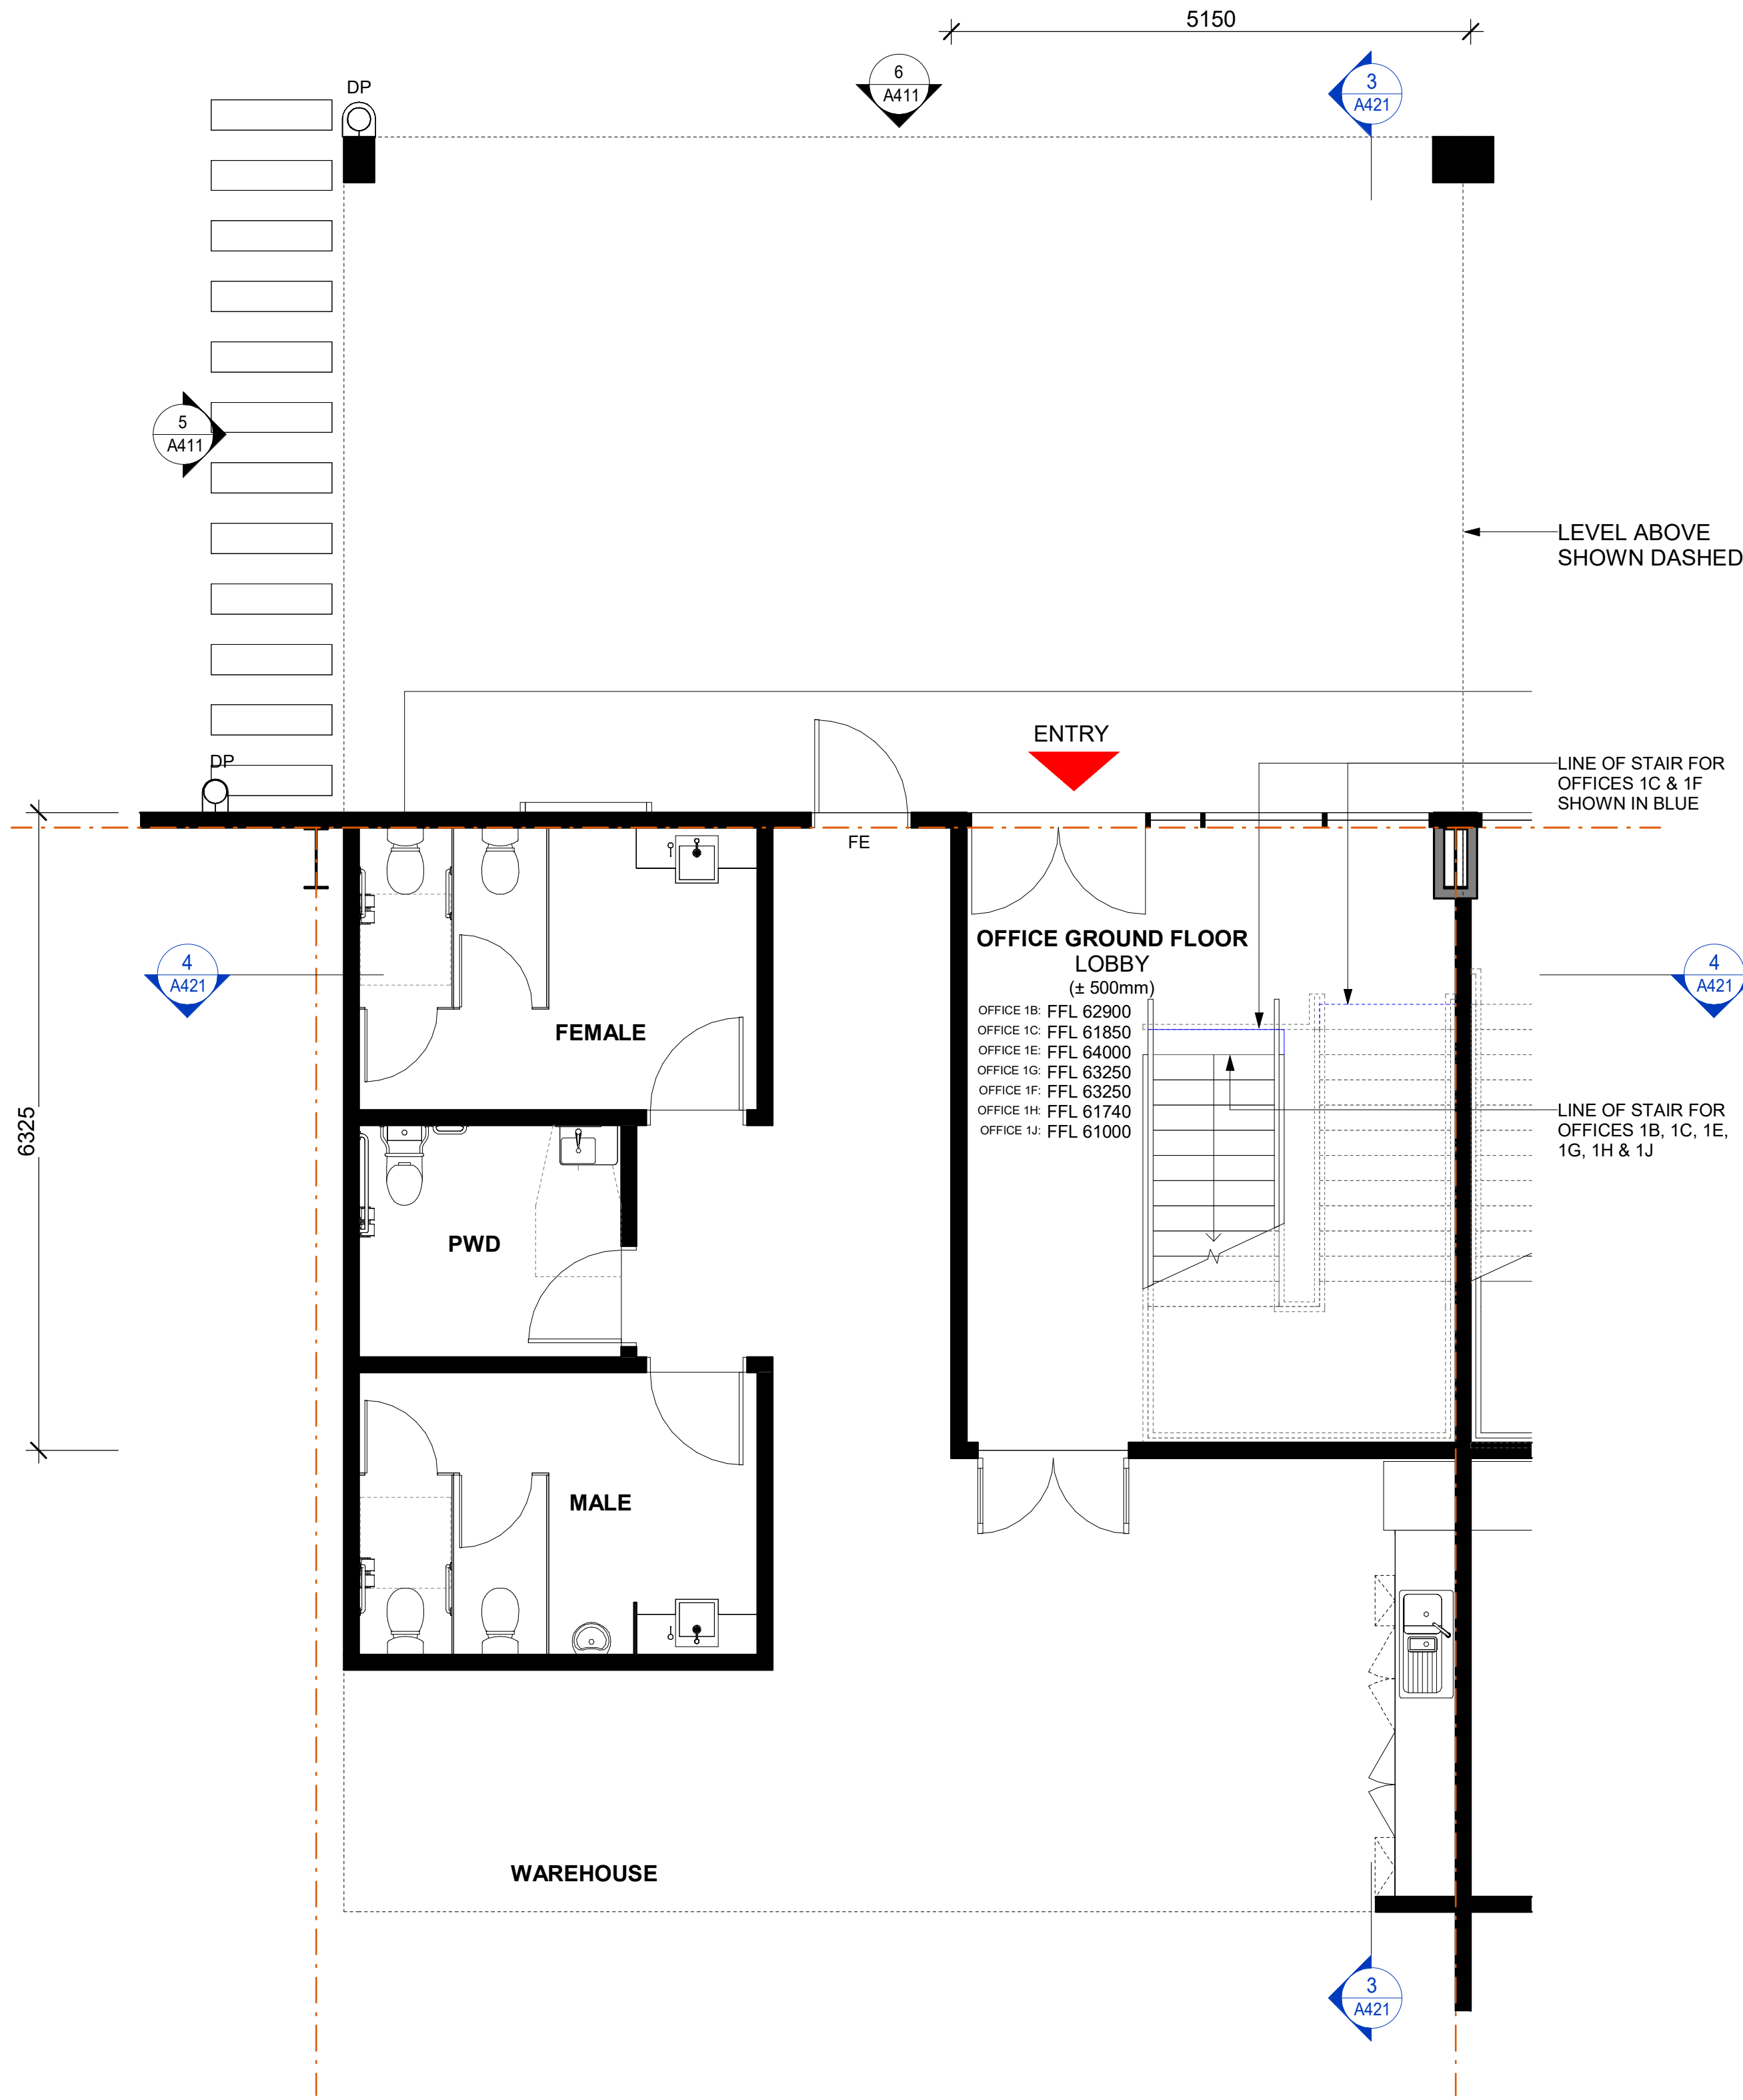 5150
6
A411
3
A421
DP
5
A411
LEVEL ABOVE
SHOWN DASHED
ENTRY
DP
LINE OF STAIR FOR
OFFICES 1C & 1F
SHOWN IN BLUE
FE
OFFICE GROUND FLOOR
LOBBY
(± 500mm)
OFFICE 1B: FFL 62900
OFFICE 1C: FFL 61850
OFFICE 1E: FFL 64000
OFFICE 1G: FFL 63250
OFFICE 1F: FFL 63250
OFFICE 1H: FFL 61740
OFFICE 1J: FFL 61000
4
A421
4
A421
FEMALE
6325
LINE OF STAIR FOR
OFFICES 1B, 1C, 1E,
1G, 1H & 1J
PWD
MALE
WAREHOUSE
3
A421